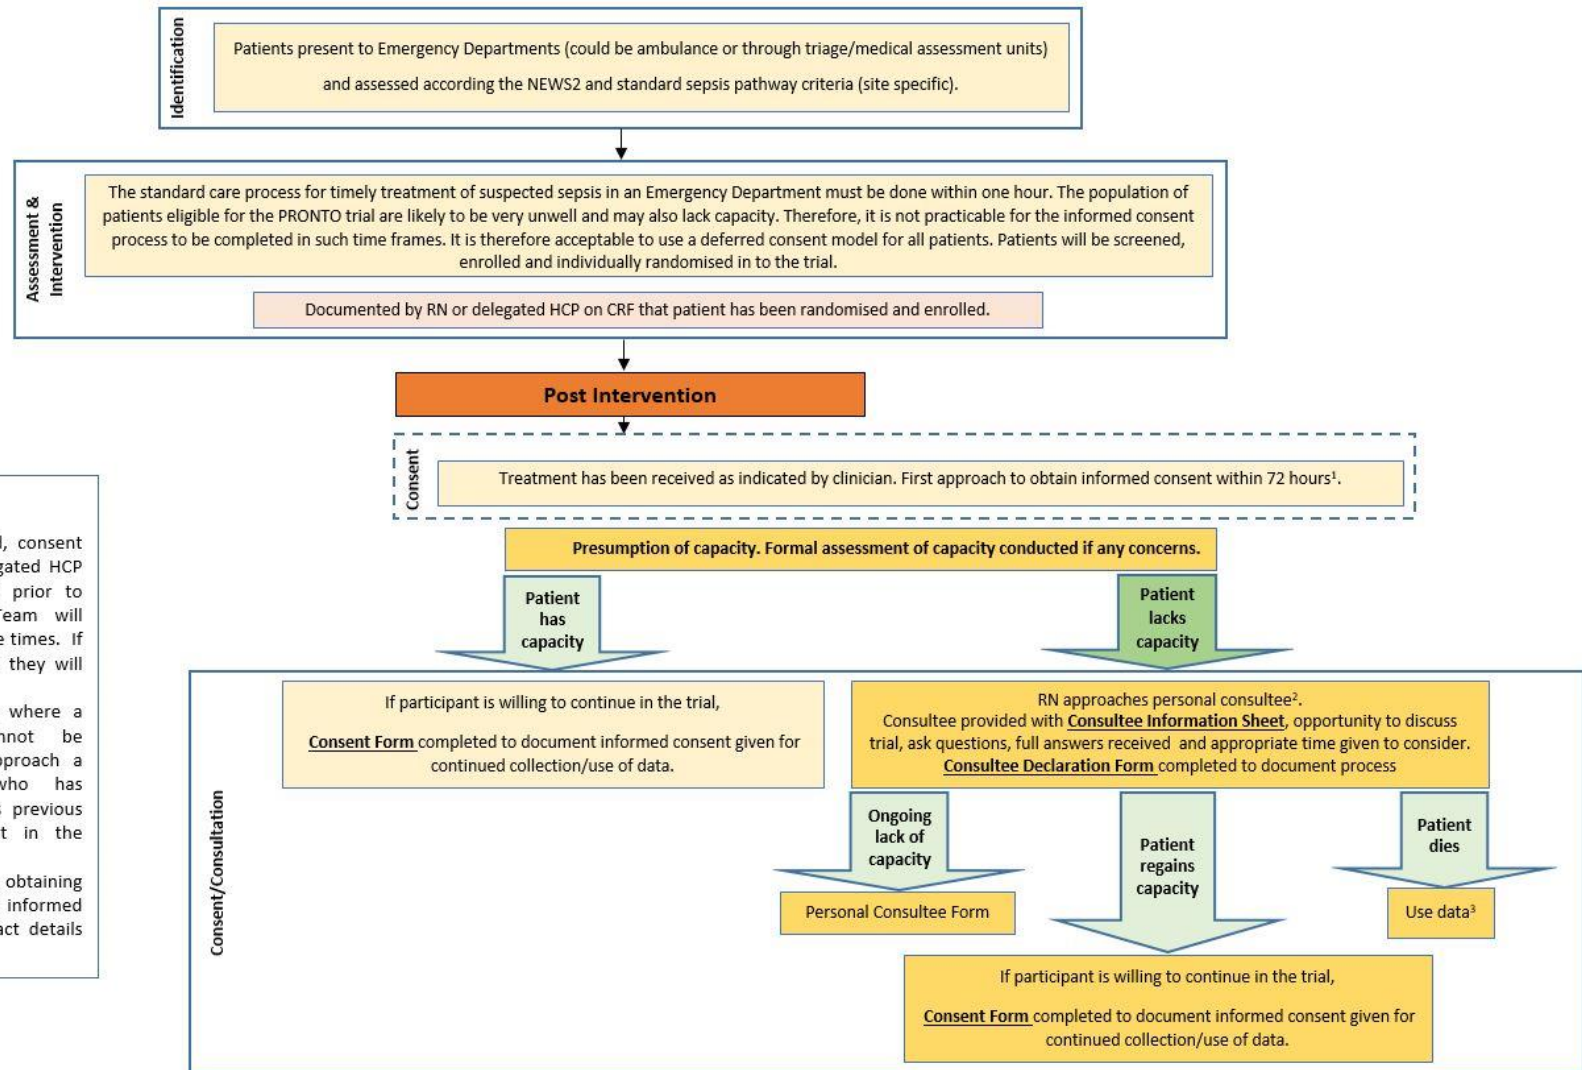 Identification
Patients present to Emergency Departments (could be ambulance or through triage/medical assessment units)
and assessed according the NEWS2 and standard sepsis pathway criteria (site specific).
Assessment &
Intervention
The standard care process for timely treatment of suspected sepsis in an Emergency Department must be done within one hour. The population of
patients eligible for the PRONTO trial are likely to be very unwell and may also lack capacity. Therefore, it is not practicable for the informed consent
process to be completed in such time frames. It is therefore acceptable to use a deferred consent model for all patients. Patients will be screened,
enrolled and individually randomised in to the trial.
Documented by RN or delegated HCP on CRF that patient has been randomised and enrolled.
Post Intervention
Consent
Treatment has been received as indicated by clinician. First approach to obtain informed consent within 72 hours¹.
Presumption of capacity. Formal assessment of capacity conducted if any concerns.
Patient
has
capacity
Patient
lacks
capacity
Consent/Consultation
If participant is willing to continue in the trial,
Consent Form completed to document informed consent given for
continued collection/use of data.
RN approaches personal consultee².
Consultee provided with Consultee Information Sheet, opportunity to discuss
trial, ask questions, full answers received and appropriate time given to consider.
Consultee Declaration Form completed to document process
Ongoing
lack of
capacity
Patient
regains
capacity
Patient
dies
Personal Consultee Form
Use data³
If participant is willing to continue in the trial,
Consent Form completed to document informed consent given for
continued collection/use of data.
consent
HCP
prior to
will
times. If
they will
where a
be
a
has
previous
in the
obtaining
informed
details